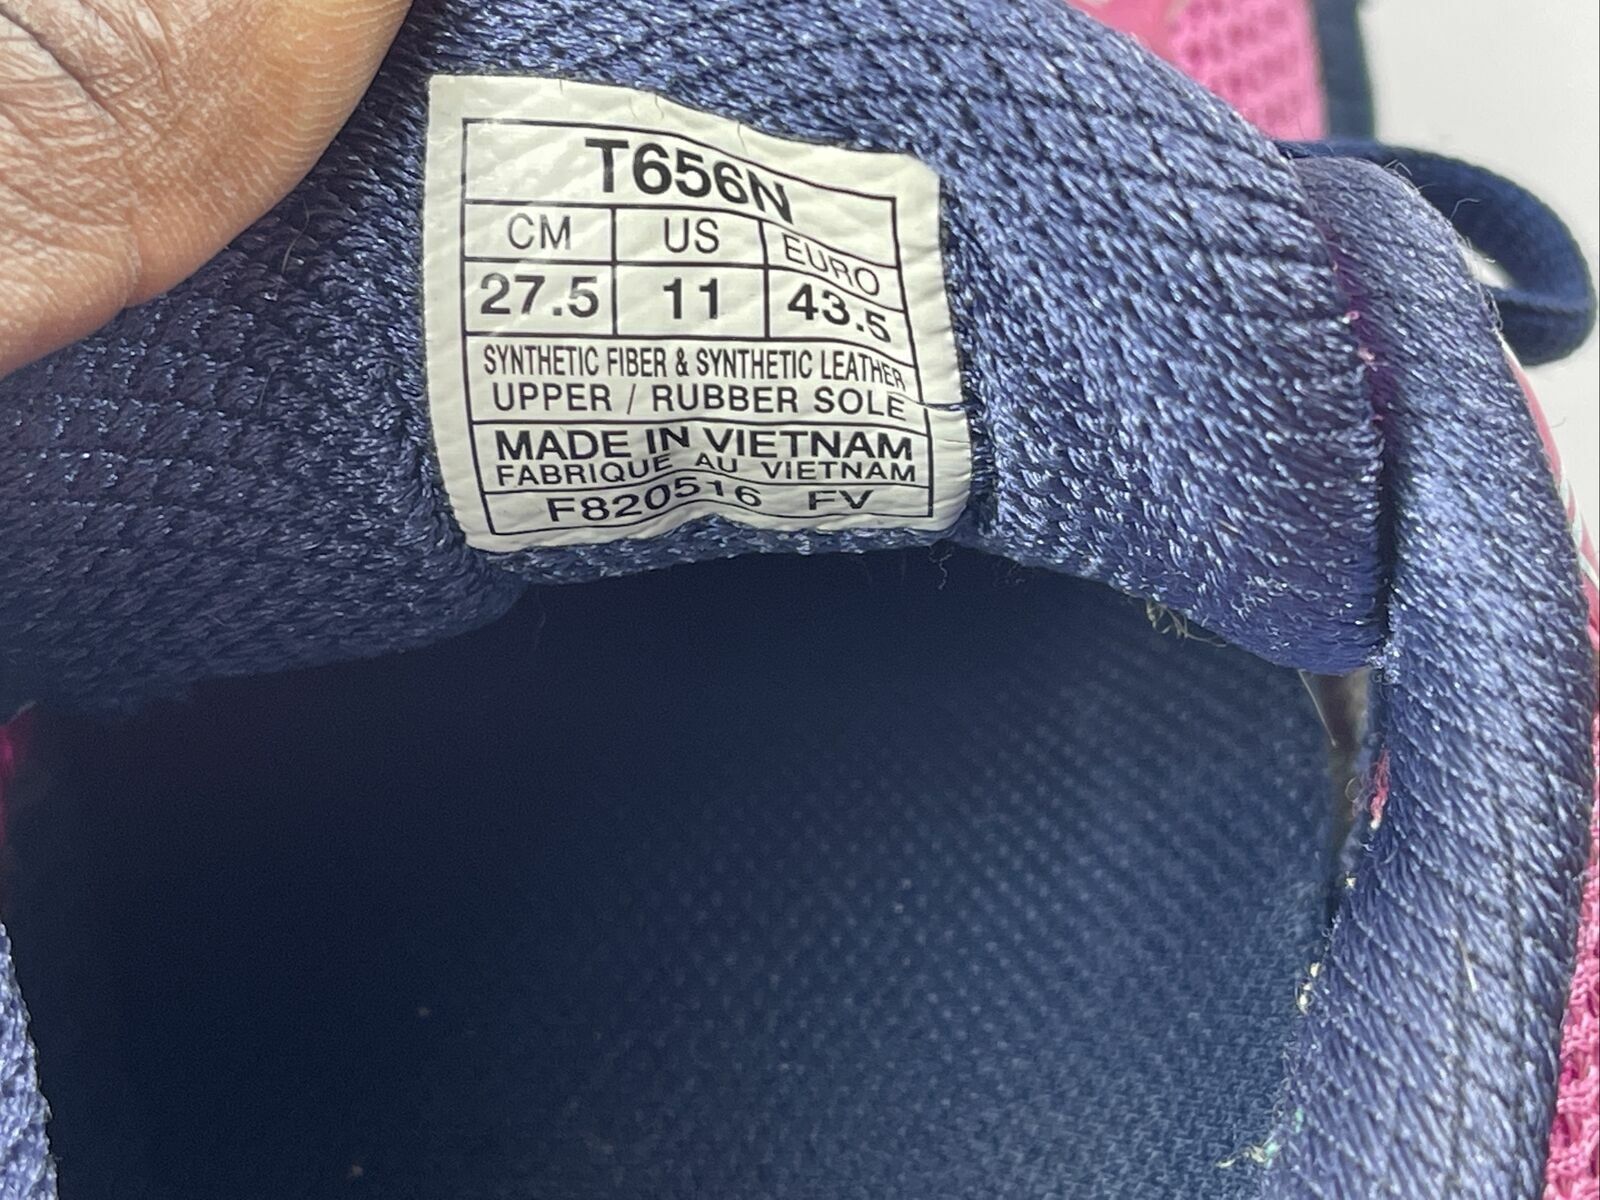 T656N
CM US EURO
27.5 11 43.5
SYNTHETIC FIBER & SYNTHETIC LEATHER
UPPER / RUBBER SOLE
MADE IN VIETNAM
FABRIQUE AU VIETNAM
F820516 FV